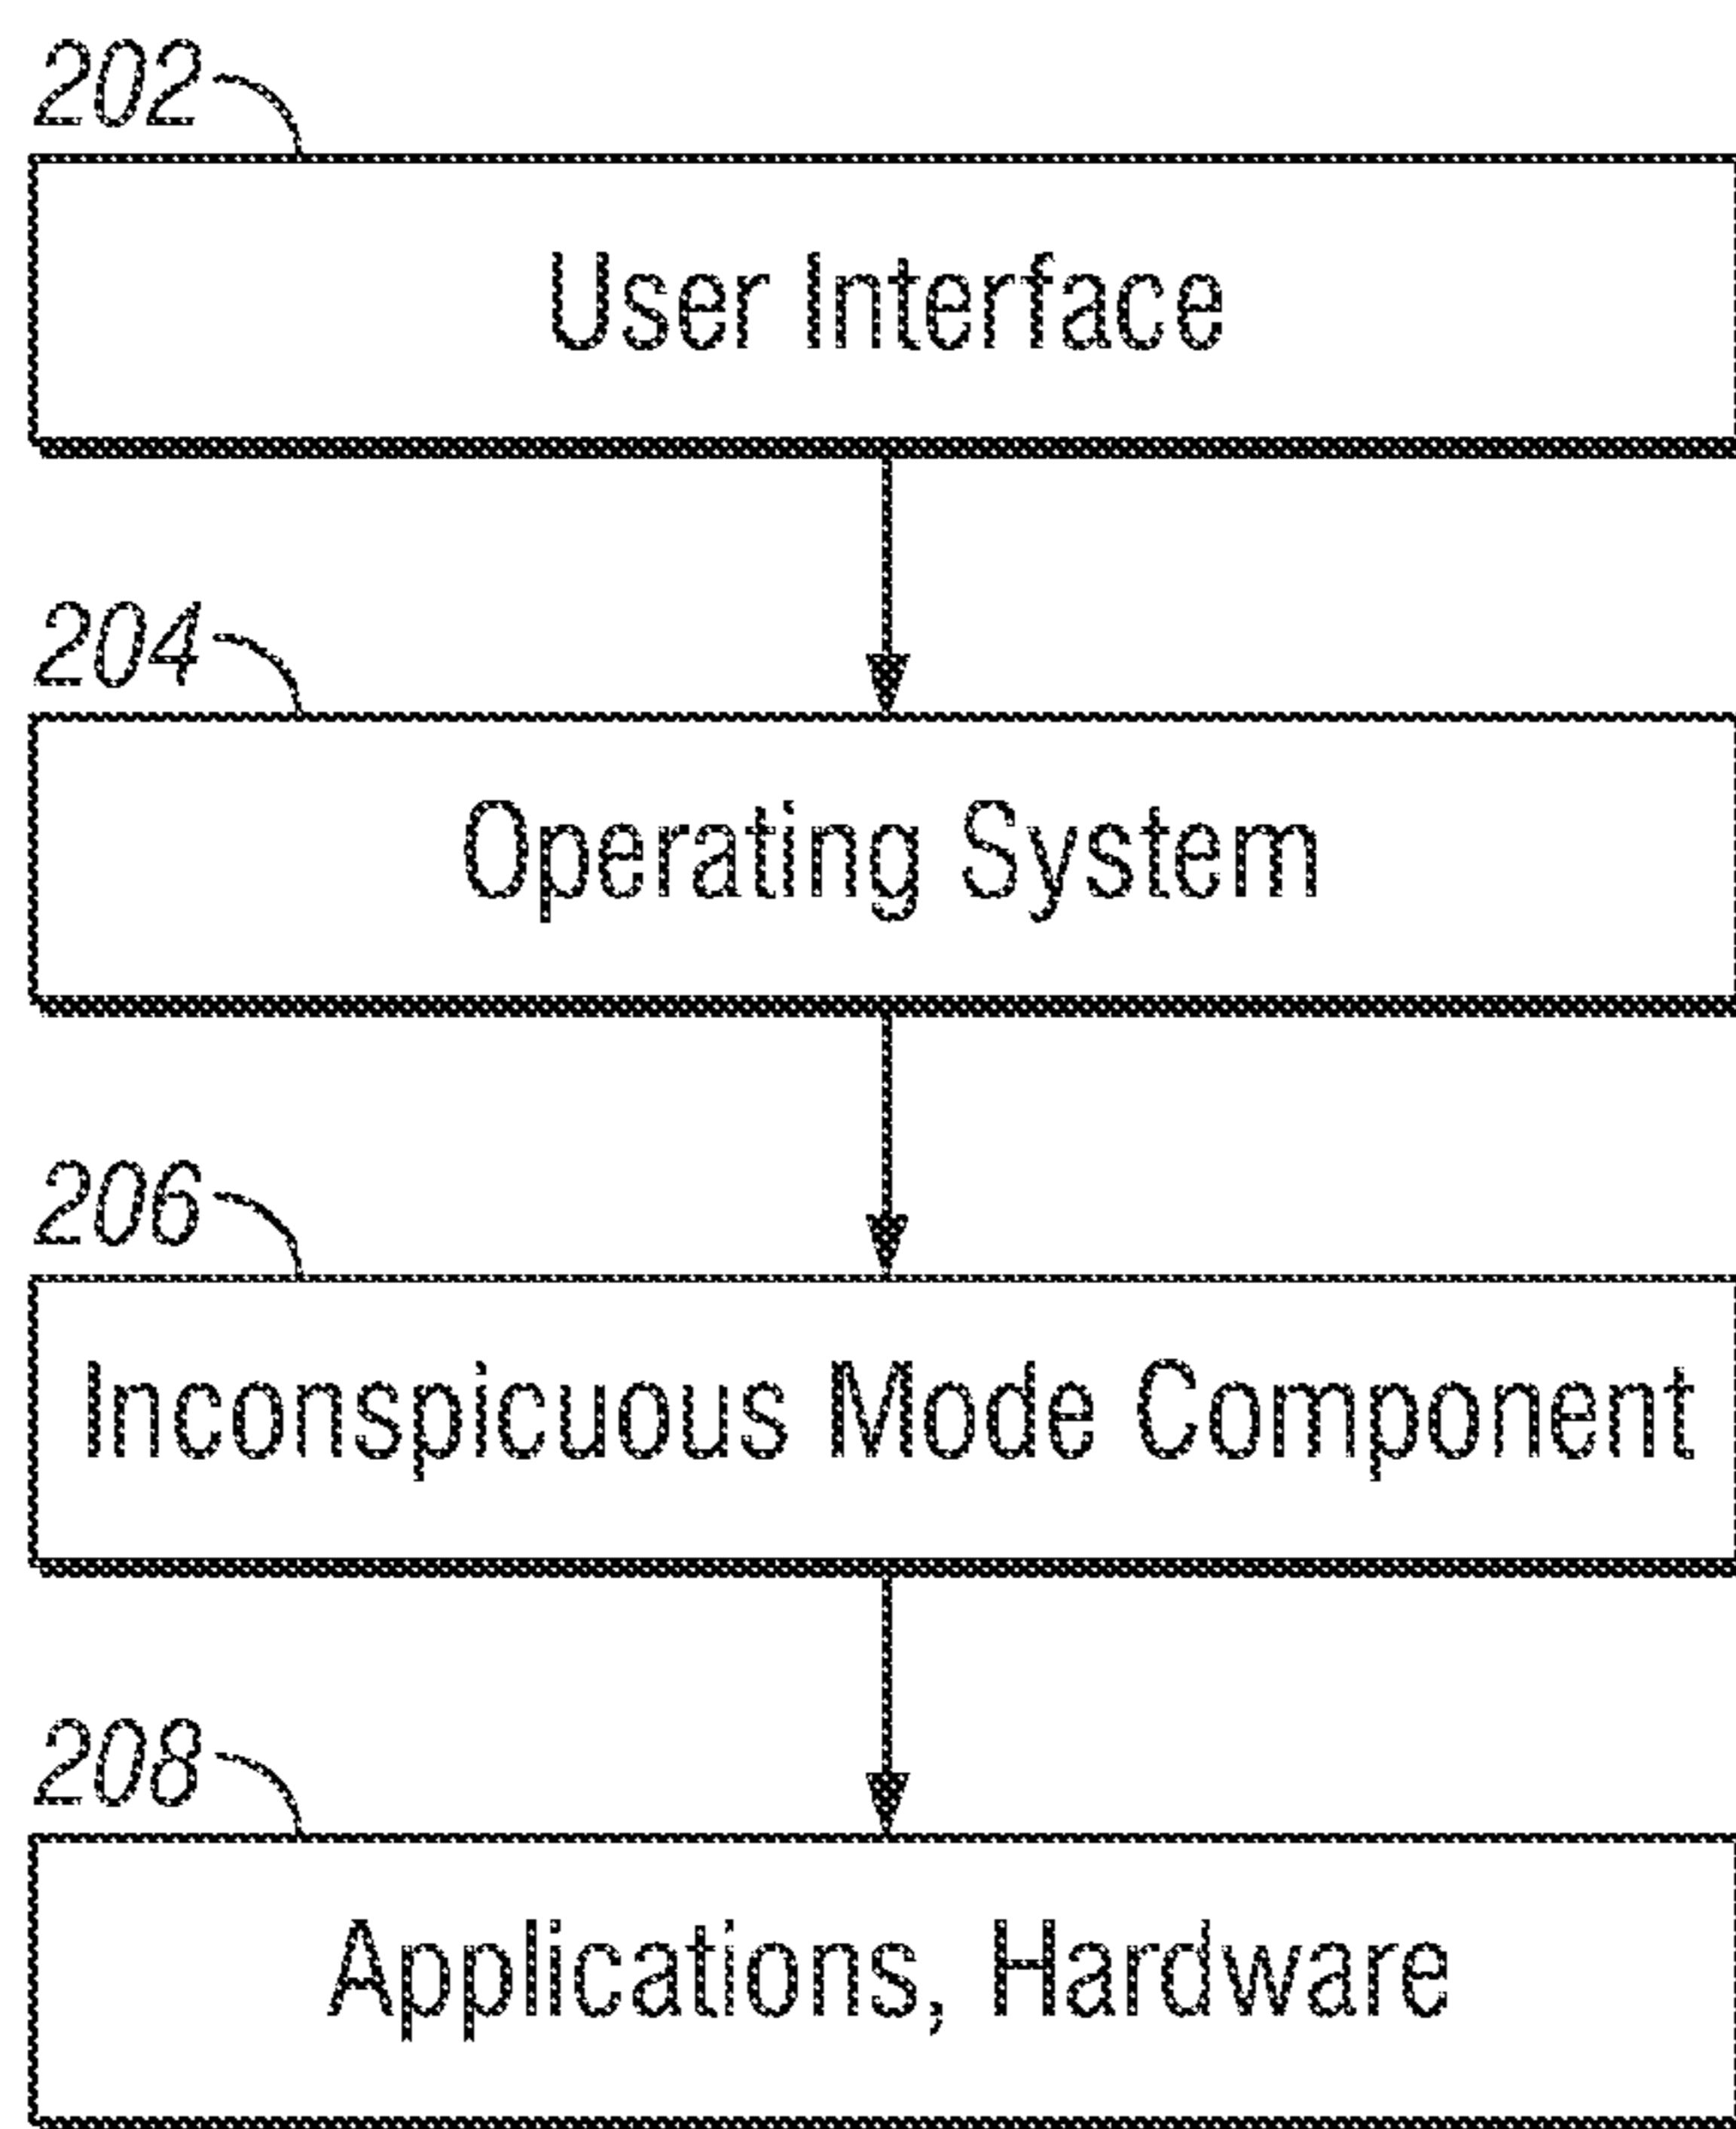 202
User Interface
204
Operating System
206
Inconspicuous Mode Component
208
Applications, Hardware